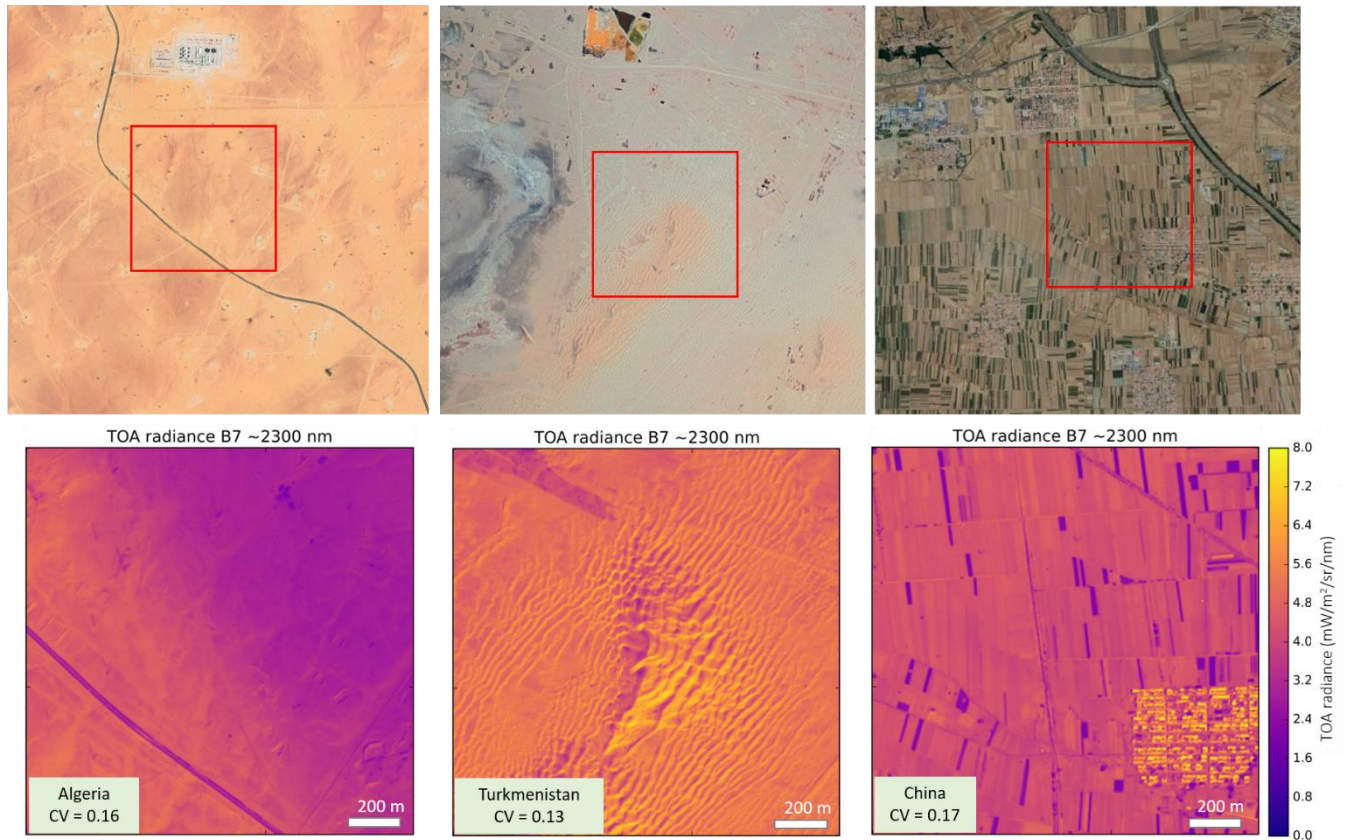 TOA radiance B7 ~2300 nm
TOA radiance B7 ~2300 nm
TOA radiance B7 ~2300 nm
8.0
7.2
6.4
5.6
4.8
4.0
3.2
2.4
1.6
0.8
0.0
TOA radiance (mW/m²/sr/nm)
Algeria
CV = 0.16
200 m
Turkmenistan
CV = 0.13
200 m
China
CV = 0.17
200 m